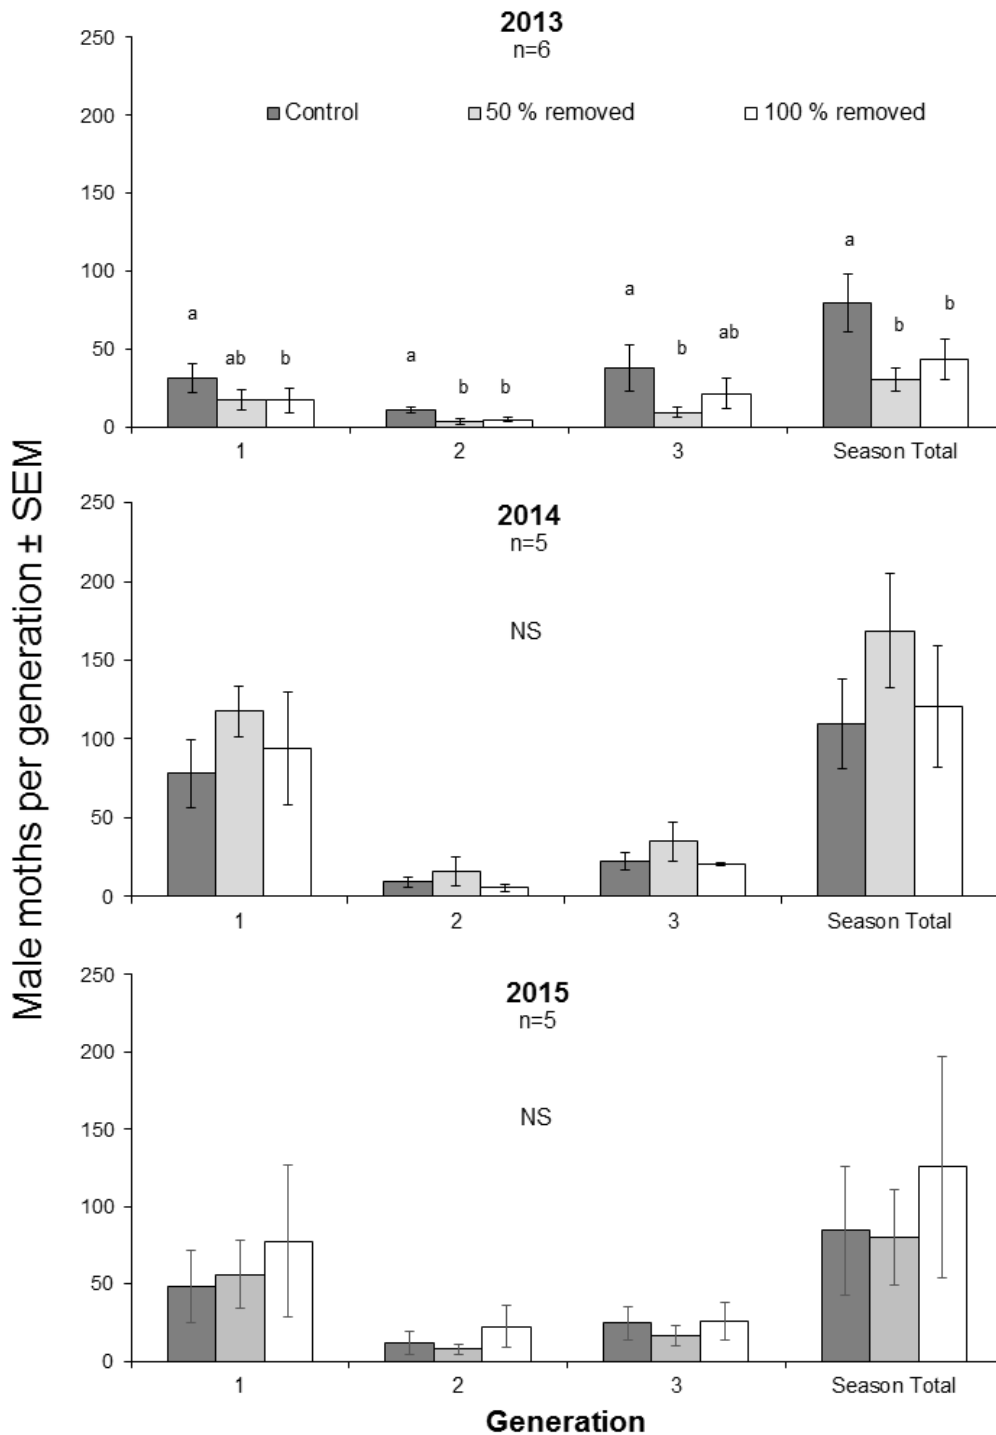 Male moths per generation ± SEM
2013
n=6
250
200
150
100
50
0
Control 50 % removed 100 % removed
a ab b a b b a b ab a b b
1 2 3 Season Total
2014
n=5
250
200
150
100
50
0
NS
1 2 3 Season Total
2015
n=5
250
200
150
100
50
0
NS
1 2 3 Season Total
Generation